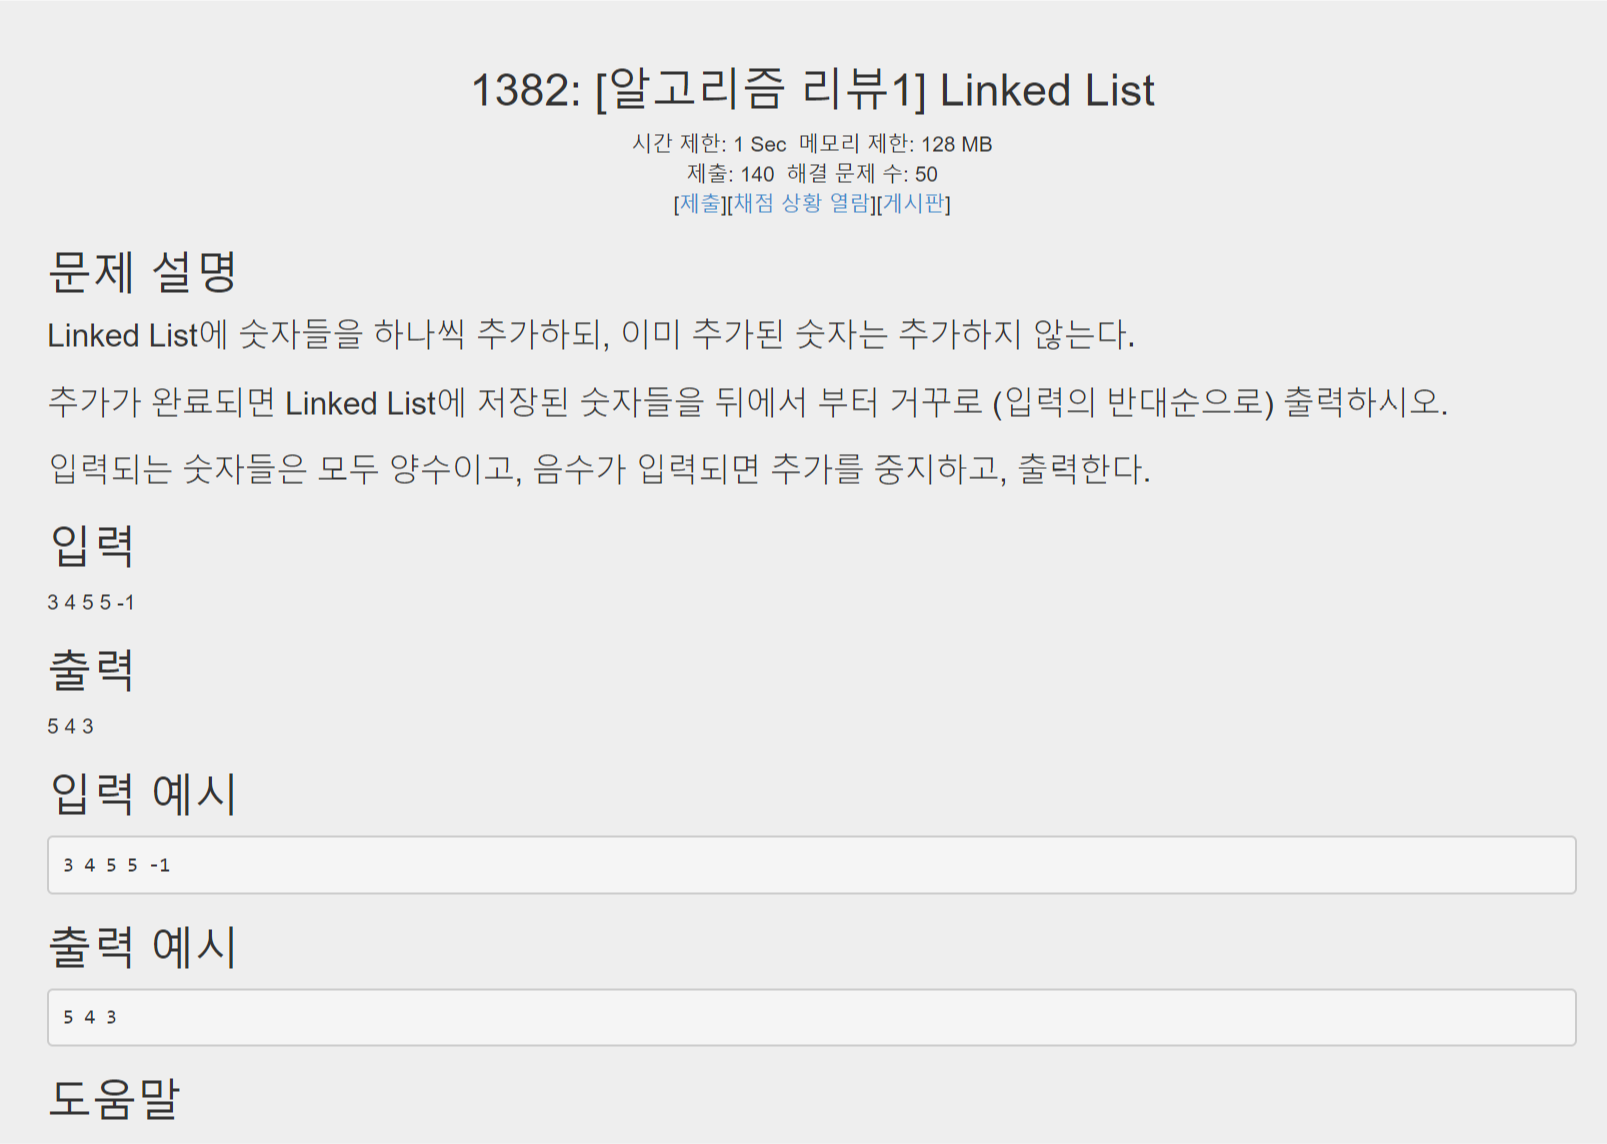 1382: [알고리즘 리뷰1] Linked List
시간 제한: 1 Sec 메모리 제한: 128 MB
제출: 140 해결 문제 수: 50
[제출][채점 상황 열람][게시판]
문제 설명
Linked List에 숫자들을 하나씩 추가하되, 이미 추가된 숫자는 추가하지 않는다.
추가가 완료되면 Linked List에 저장된 숫자들을 뒤에서 부터 거꾸로 (입력의 반대순으로) 출력하시오.
입력되는 숫자들은 모두 양수이고, 음수가 입력되면 추가를 중지하고, 출력한다.
입력
3 4 5 5 -1
출력
5 4 3
입력 예시
3 4 5 5 -1
출력 예시
5 4 3
도움말